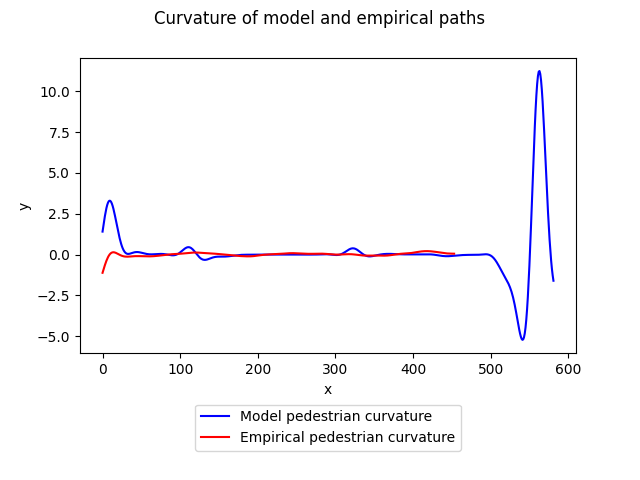 Curvature of model and empirical paths
10.0
7.5
5.0
2.5
0.0
−2.5
−5.0
y
0 100 200 300 400 500 600
x
Model pedestrian curvature
Empirical pedestrian curvature